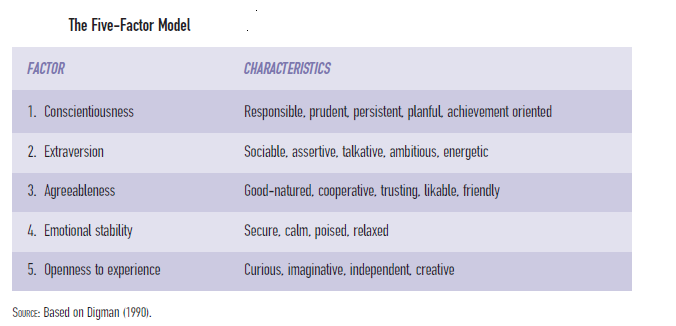 The Five-Factor Model
FACTOR CHARACTERISTICS
1. Conscientiousness Responsible, prudent, persistent, planful, achievement oriented
2. Extraversion Sociable, assertive, talkative, ambitious, energetic
3. Agreeableness Good-natured, cooperative, trusting, likable, friendly
4. Emotional stability Secure, calm, poised, relaxed
5. Openness to experience Curious, imaginative, independent, creative
SOURCE: Based on Digman (1990).